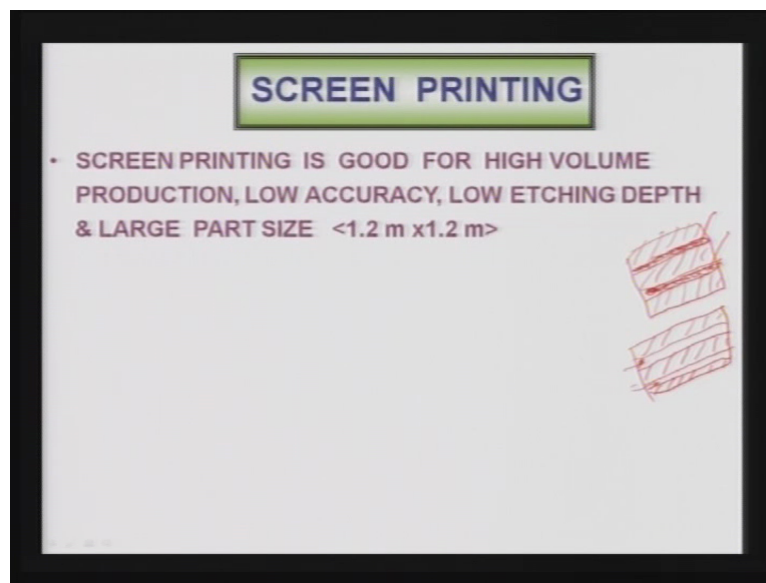 SCREEN PRINTING
• SCREEN PRINTING IS GOOD FOR HIGH VOLUME
PRODUCTION, LOW ACCURACY, LOW ETCHING DEPTH
& LARGE PART SIZE <1.2 m x1.2 m>